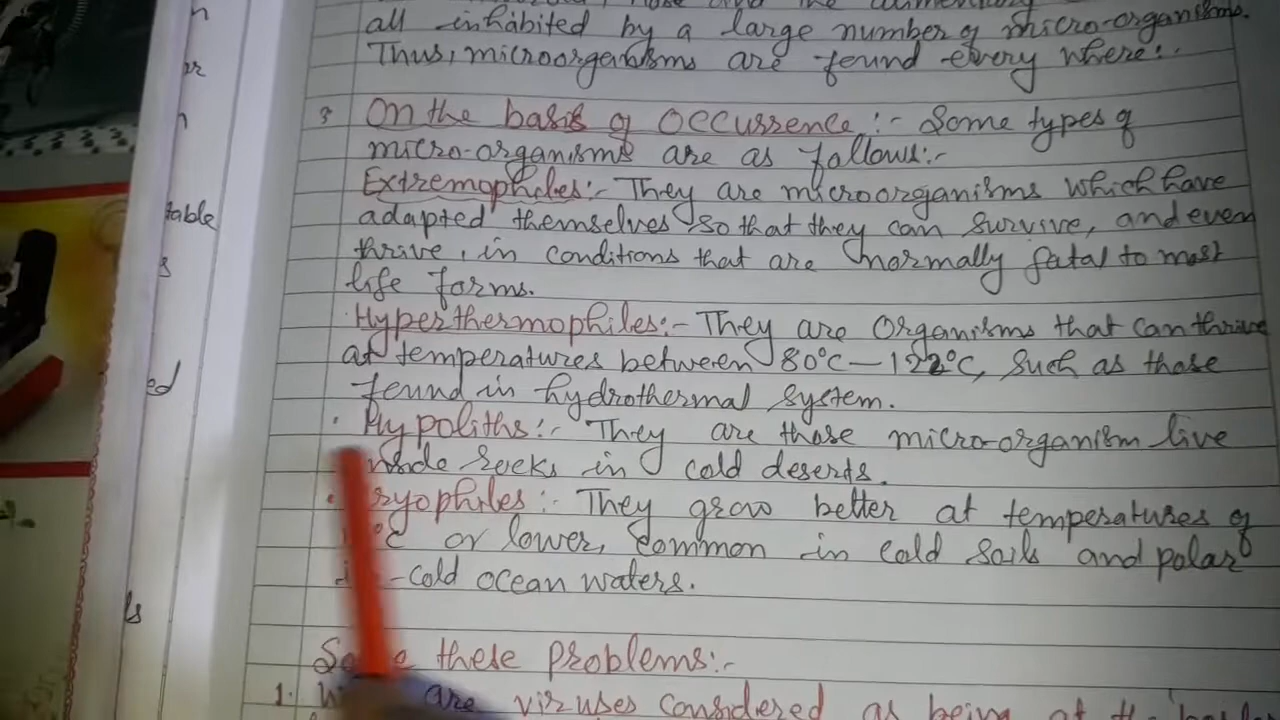 all inhabited by a large number of micro-organisms.
Thus, microorganisms are found every where:.
On the basis of Occurrence:- Some types of
micro-organisms are as follows:-
Extremophiles:- They are microorganisms which have
adapted themselves so that they can survive, and even
thrive, in conditions that are normally fatal to most
life forms.
Hyperthermophiles:- They are Organisms that can thrive
at temperatures between 80°C-122°C, Such as those
found in hydrothermal system.
Hypoliths:- They are those micro-organism live
rocks in cold deserts.
ryophiles:- They grow better at temperatures of
°C or lower, common in cold soils and polar
-cold ocean waters.
these problems:-
1. are viruses considered as being at
table
ed